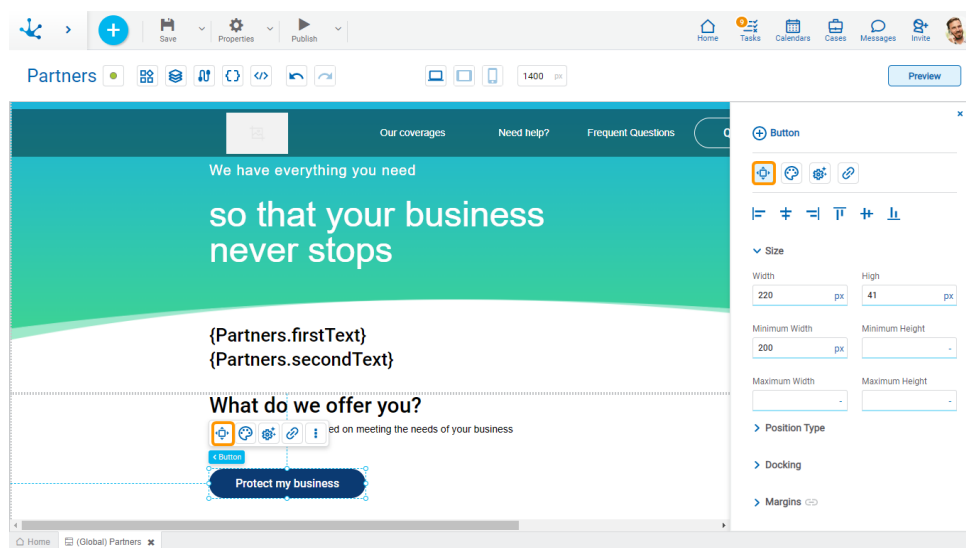 Save
Properties
Publish
Home
9
Tasks
Calendars
Cases
Messages
Invite
Partners
1400 px
Preview
Our coverages
Need help?
Frequent Questions
We have everything you need
so that your business
never stops
{Partners.firstText}
{Partners.secondText}
What do we offer you?
ed on meeting the needs of your business
Button
Protect my business
Button
Size
Width
High
220 px
41 px
Minimum Width
Minimum Height
200 px
-
Maximum Width
Maximum Height
-
-
Position Type
Docking
Margins
Home
(Global) Partners